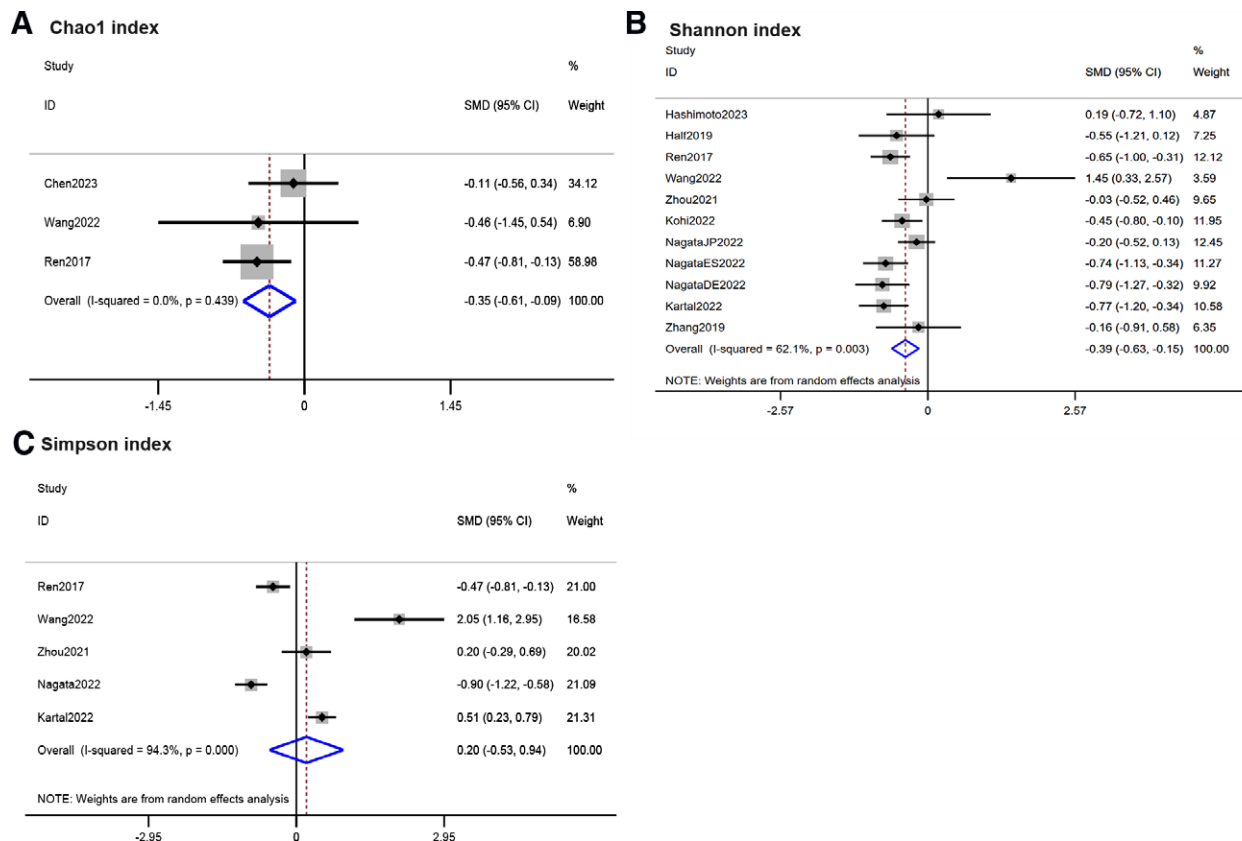 A Chao1 index
Study %
ID SMD (95% CI) Weight
Chen2023 -0.11 (-0.56, 0.34) 34.12
Wang2022 -0.46 (-1.45, 0.54) 6.90
Ren2017 -0.47 (-0.81, -0.13) 58.98
Overall (I-squared = 0.0%, p = 0.439) -0.35 (-0.61, -0.09) 100.00
-1.45 0 1.45
B Shannon index
Study %
ID SMD (95% CI) Weight
Hashimoto2023 0.19 (-0.72, 1.10) 4.87
Half2019 -0.55 (-1.21, 0.12) 7.25
Ren2017 -0.65 (-1.00, -0.31) 12.12
Wang2022 1.45 (0.33, 2.57) 3.59
Zhou2021 -0.03 (-0.52, 0.46) 9.65
Kohi2022 -0.45 (-0.80, -0.10) 11.95
NagataJP2022 -0.20 (-0.52, 0.13) 12.45
NagataES2022 -0.74 (-1.13, -0.34) 11.27
NagataDE2022 -0.79 (-1.27, -0.32) 9.92
Kartal2022 -0.77 (-1.20, -0.34) 10.58
Zhang2019 -0.16 (-0.91, 0.58) 6.35
Overall (I-squared = 62.1%, p = 0.003) -0.39 (-0.63, -0.15) 100.00
NOTE: Weights are from random effects analysis
-2.57 0 2.57
C Simpson index
Study %
ID SMD (95% CI) Weight
Ren2017 -0.47 (-0.81, -0.13) 21.00
Wang2022 2.05 (1.16, 2.95) 16.58
Zhou2021 0.20 (-0.29, 0.69) 20.02
Nagata2022 -0.90 (-1.22, -0.58) 21.09
Kartal2022 0.51 (0.23, 0.79) 21.31
Overall (I-squared = 94.3%, p = 0.000) 0.20 (-0.53, 0.94) 100.00
NOTE: Weights are from random effects analysis
-2.95 0 2.95